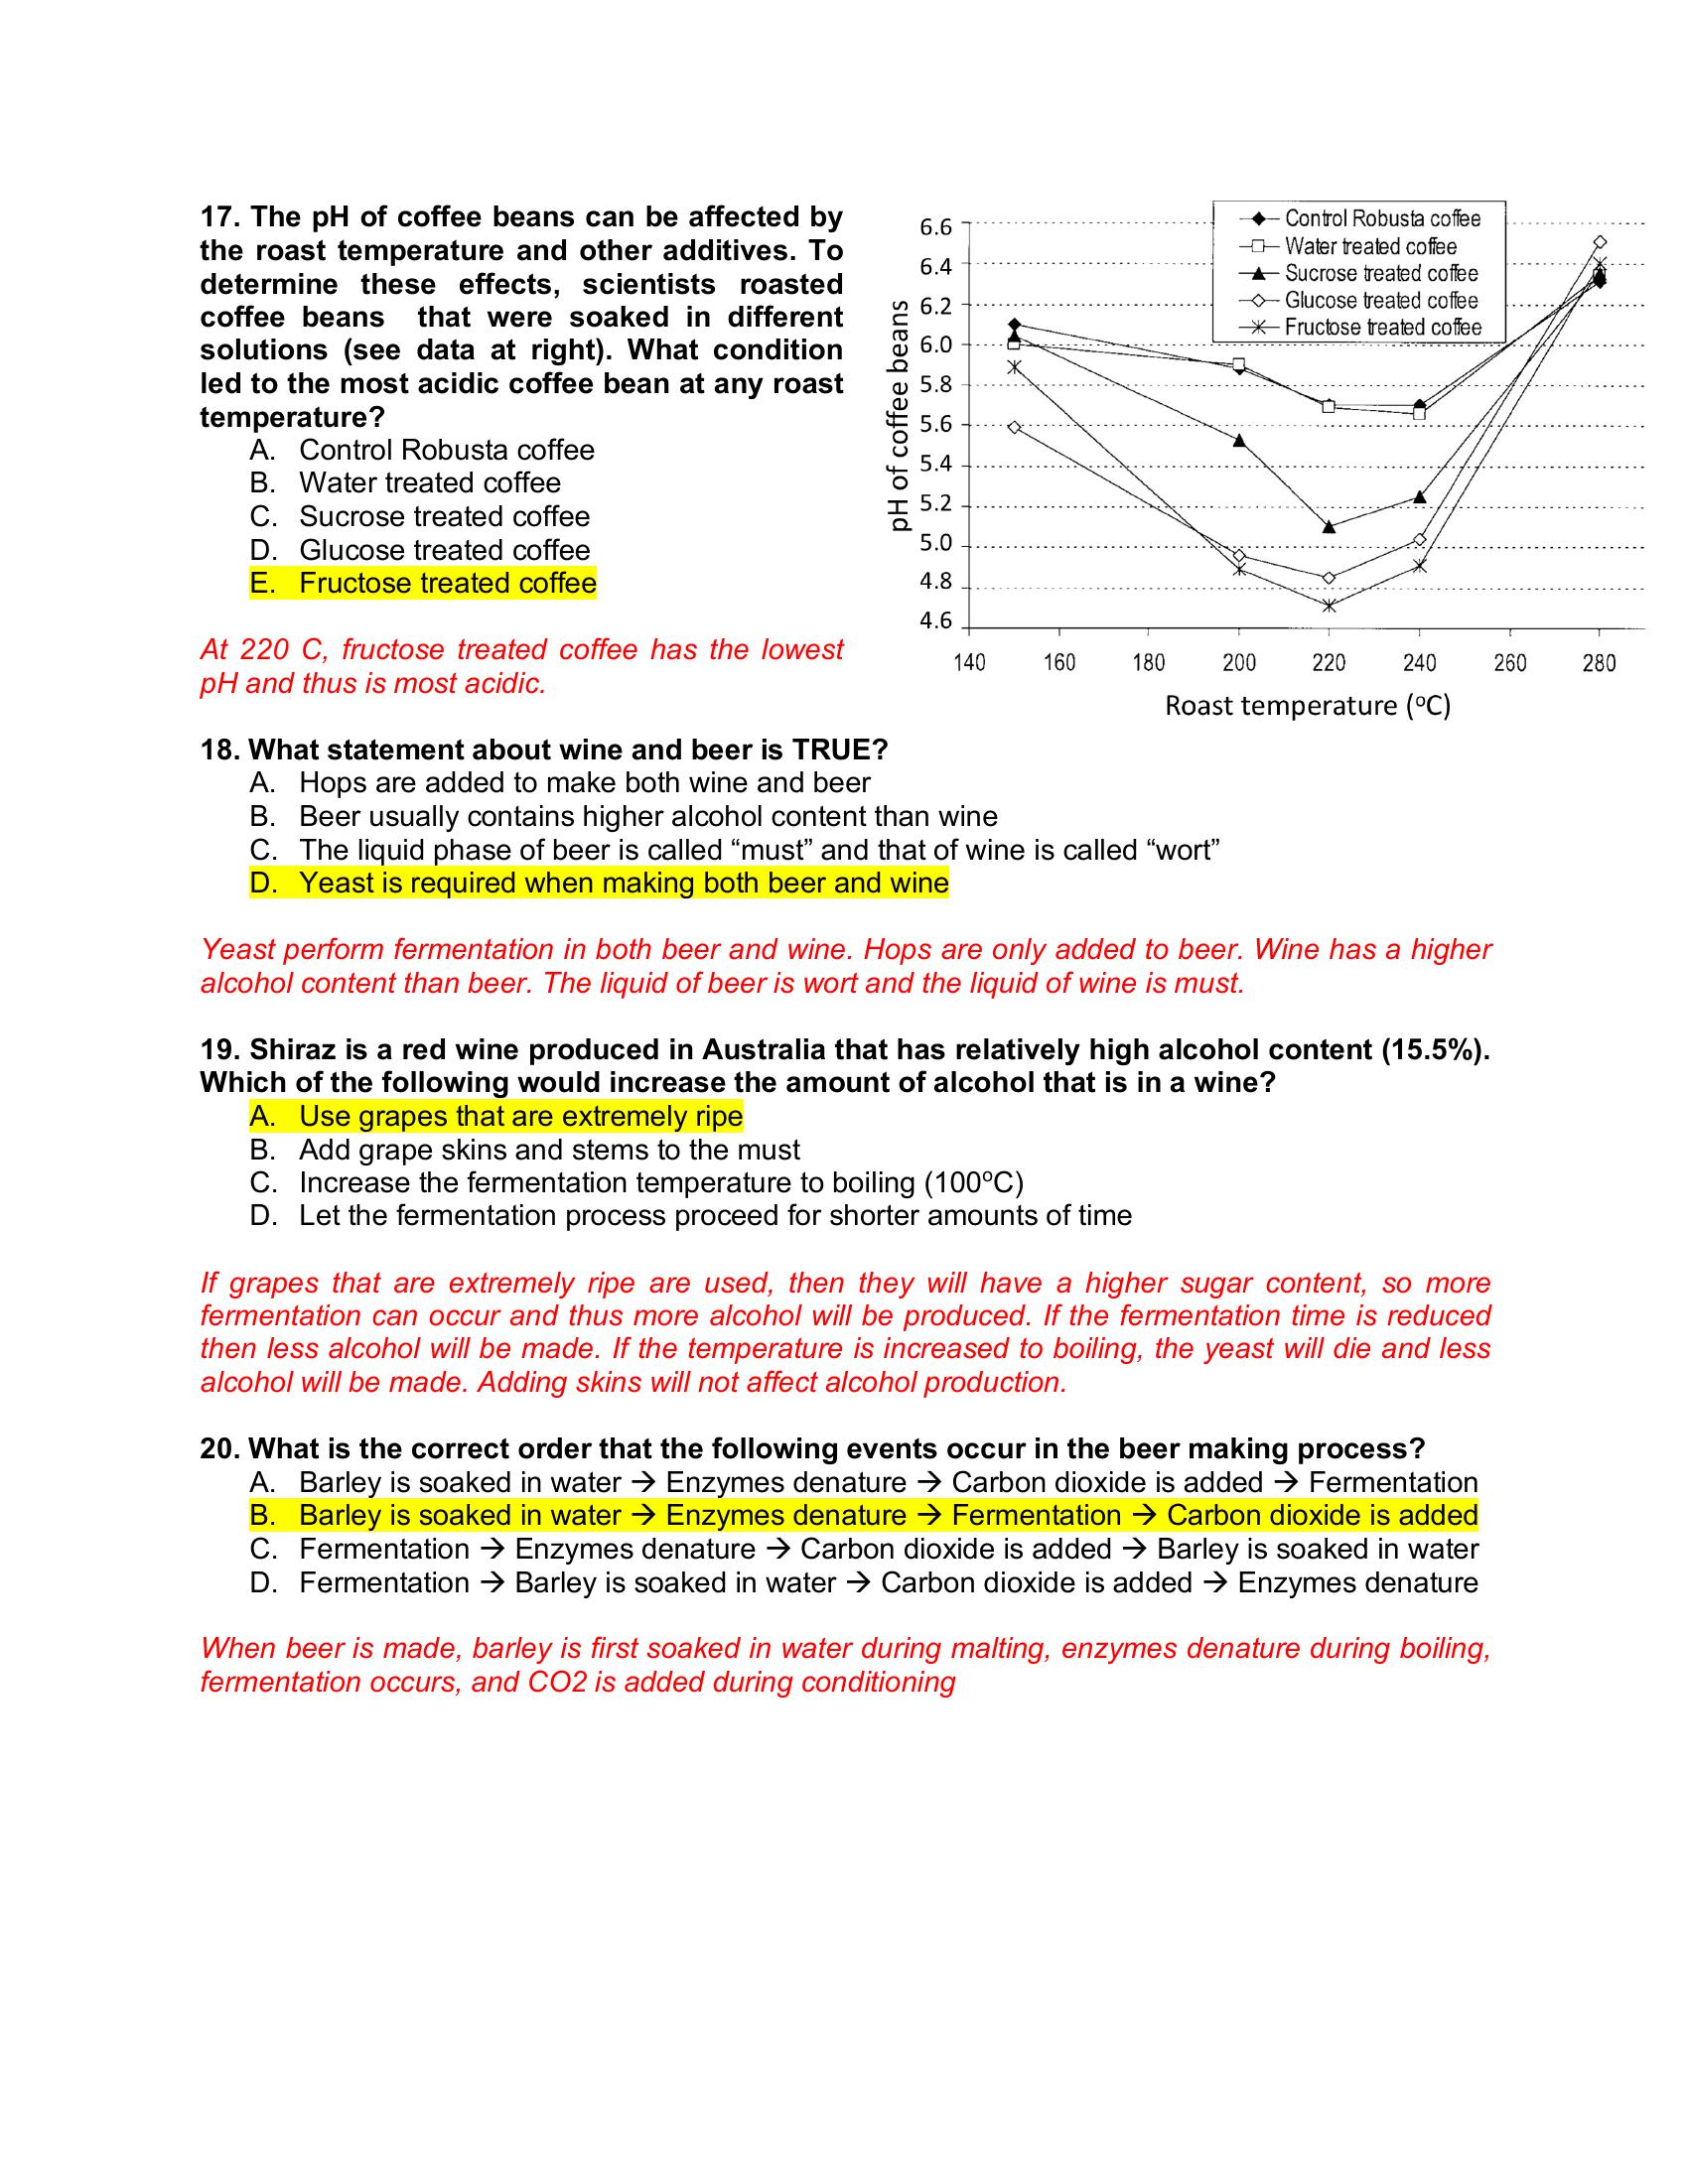 17. The pH of coffee beans can be affected by
the roast temperature and other additives. To
determine these effects, scientists roasted
coffee beans that were soaked in different
solutions (see data at right). What condition
led to the most acidic coffee bean at any roast
temperature?
A. Control Robusta coffee
B. Water treated coffee
C. Sucrose treated coffee
D. Glucose treated coffee
E. Fructose treated coffee
At 220 C, fructose treated coffee has the lowest
pH and thus is most acidic.
Control Robusta coffee
Water treated coffee
Sucrose treated coffee
Glucose treated coffee
Fructose treated coffee
pH of coffee beans
6.6
6.4
6.2
6.0
5.8
5.6
5.4
5.2
5.0
4.8
4.6
140 160 180 200 220 240 260 280
Roast temperature (ºC)
18. What statement about wine and beer is TRUE?
A. Hops are added to make both wine and beer
B. Beer usually contains higher alcohol content than wine
C. The liquid phase of beer is called “must” and that of wine is called “wort”
D. Yeast is required when making both beer and wine
Yeast perform fermentation in both beer and wine. Hops are only added to beer. Wine has a higher
alcohol content than beer. The liquid of beer is wort and the liquid of wine is must.
19. Shiraz is a red wine produced in Australia that has relatively high alcohol content (15.5%).
Which of the following would increase the amount of alcohol that is in a wine?
A. Use grapes that are extremely ripe
B. Add grape skins and stems to the must
C. Increase the fermentation temperature to boiling (100ºC)
D. Let the fermentation process proceed for shorter amounts of time
If grapes that are extremely ripe are used, then they will have a higher sugar content, so more
fermentation can occur and thus more alcohol will be produced. If the fermentation time is reduced
then less alcohol will be made. If the temperature is increased to boiling, the yeast will die and less
alcohol will be made. Adding skins will not affect alcohol production.
20. What is the correct order that the following events occur in the beer making process?
A. Barley is soaked in water → Enzymes denature → Carbon dioxide is added → Fermentation
B. Barley is soaked in water → Enzymes denature → Fermentation → Carbon dioxide is added
C. Fermentation → Enzymes denature → Carbon dioxide is added → Barley is soaked in water
D. Fermentation → Barley is soaked in water → Carbon dioxide is added → Enzymes denature
When beer is made, barley is first soaked in water during malting, enzymes denature during boiling,
fermentation occurs, and CO2 is added during conditioning